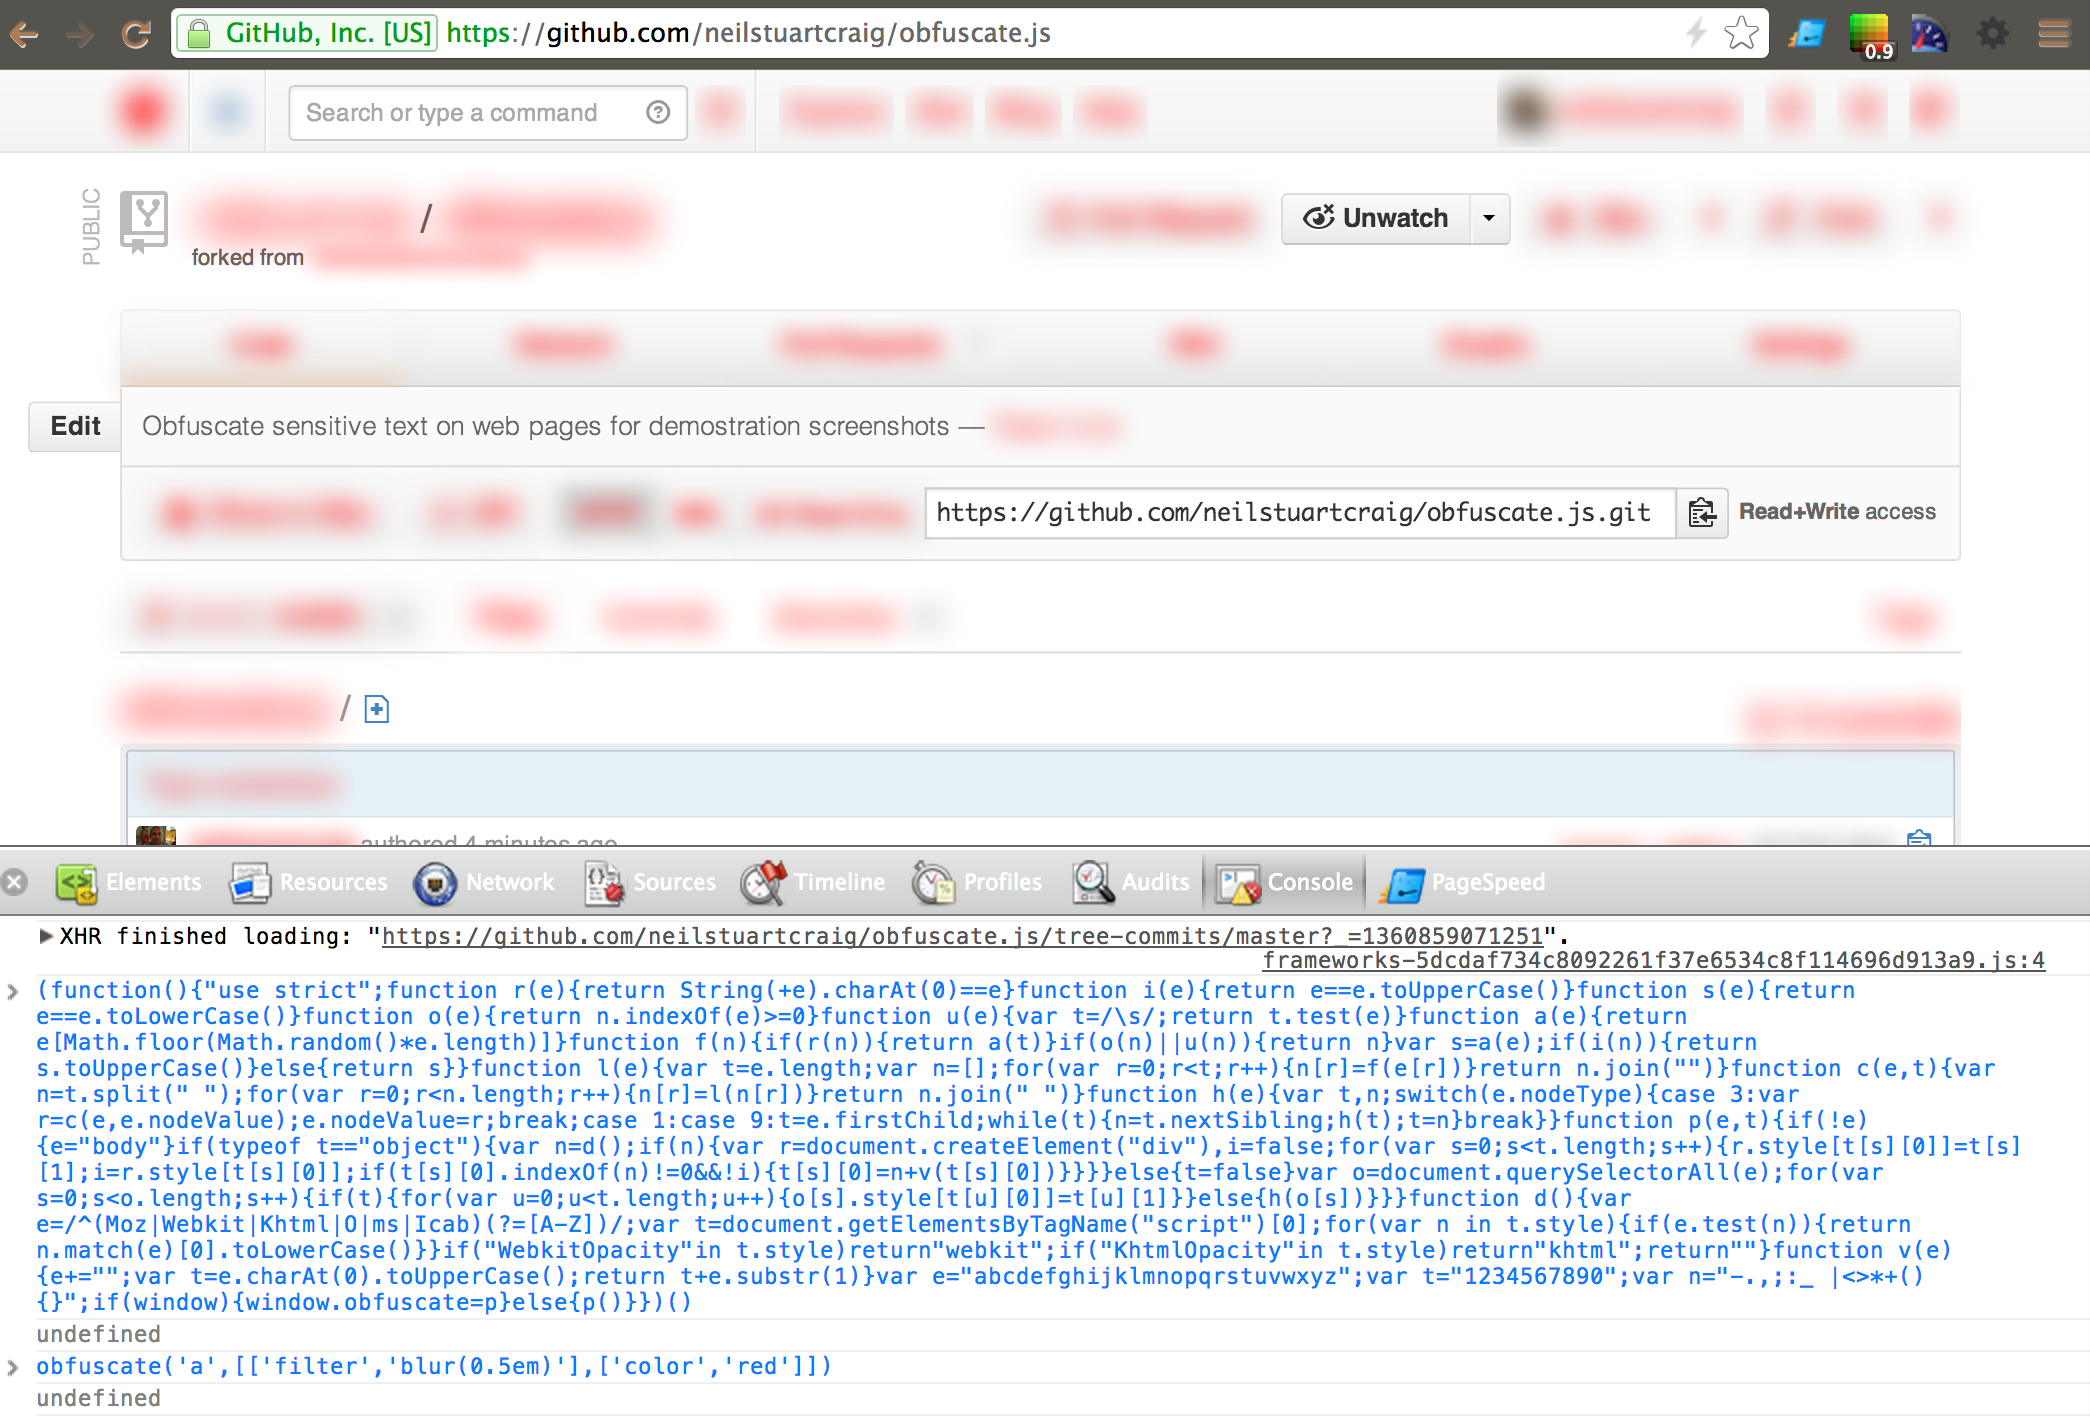 GitHub, Inc. [US] https://github.com/neilstuartcraig/obfuscate.js
0.9
Search or type a command
PUBLIC
/
Unwatch
forked from
Edit
Obfuscate sensitive text on web pages for demostration screenshots —
https://github.com/neilstuartcraig/obfuscate.js.git
Read+Write access
/
authored 4 minutes ago
Elements Resources Network Sources Timeline Profiles Audits Console PageSpeed
XHR finished loading: "https://github.com/neilstuartcraig/obfuscate.js/tree-commits/master?_=1360859071251".
frameworks-5dcdaf734c8092261f37e6534c8f114696d913a9.js:4
(function(){"use strict";function r(e){return String(+e).charAt(0)==e}function i(e){return e==e.toUpperCase()}function s(e){return
e==e.toLowerCase()}function o(e){return n.indexOf(e)>=0}function u(e){var t=/\s/;return t.test(e)}function a(e){return
e[Math.floor(Math.random()*e.length)]}function f(n){if(r(n)){return a(t)}if(o(n)||u(n)){return n}var s=a(e);if(i(n)){return
s.toUpperCase()}else{return s}}function l(e){var t=e.length;var n=[];for(var r=0;r<t;r++){n[r]=f(e[r])}return n.join("")}function c(e,t){var
n=t.split(" ");for(var r=0;r<n.length;r++){n[r]=l(n[r])}return n.join(" ")}function h(e){var t,n;switch(e.nodeType){case 3:var
r=c(e,e.nodeValue);e.nodeValue=r;break;case 1:case 9:t=e.firstChild;while(t){n=t.nextSibling;h(t);t=n}break}}function p(e,t){if(!e)
{e="body"}if(typeof t=="object"){var n=d();if(n){var r=document.createElement("div"),i=false;for(var s=0;s<t.length;s++){r.style[t[s][0]]=t[s]
[1];i=r.style[t[s][0]];if(t[s][0].indexOf(n)!=0&&!i){t[s][0]=n+v(t[s][0])}}}}else{t=false}var o=document.querySelectorAll(e);for(var
s=0;s<o.length;s++){if(t){for(var u=0;u<t.length;u++){o[s].style[t[u][0]]=t[u][1]}}else{h(o[s])}}}function d(){var
e=/^(Moz|Webkit|Khtml|O|ms|Icab)(?=[A-Z])/;var t=document.getElementsByTagName("script")[0];for(var n in t.style){if(e.test(n)){return
n.match(e)[0].toLowerCase()}}if("WebkitOpacity"in t.style)return"webkit";if("KhtmlOpacity"in t.style)return"khtml";return""}function v(e)
{e+="";var t=e.charAt(0).toUpperCase();return t+e.substr(1)}var e="abcdefghijklmnopqrstuvwxyz";var t="1234567890";var n="-.,;:_ |<>*+()
{}";if(window){window.obfuscate=p}else{p()}})()
undefined
obfuscate('a',[['filter','blur(0.5em)'],['color','red']])
undefined